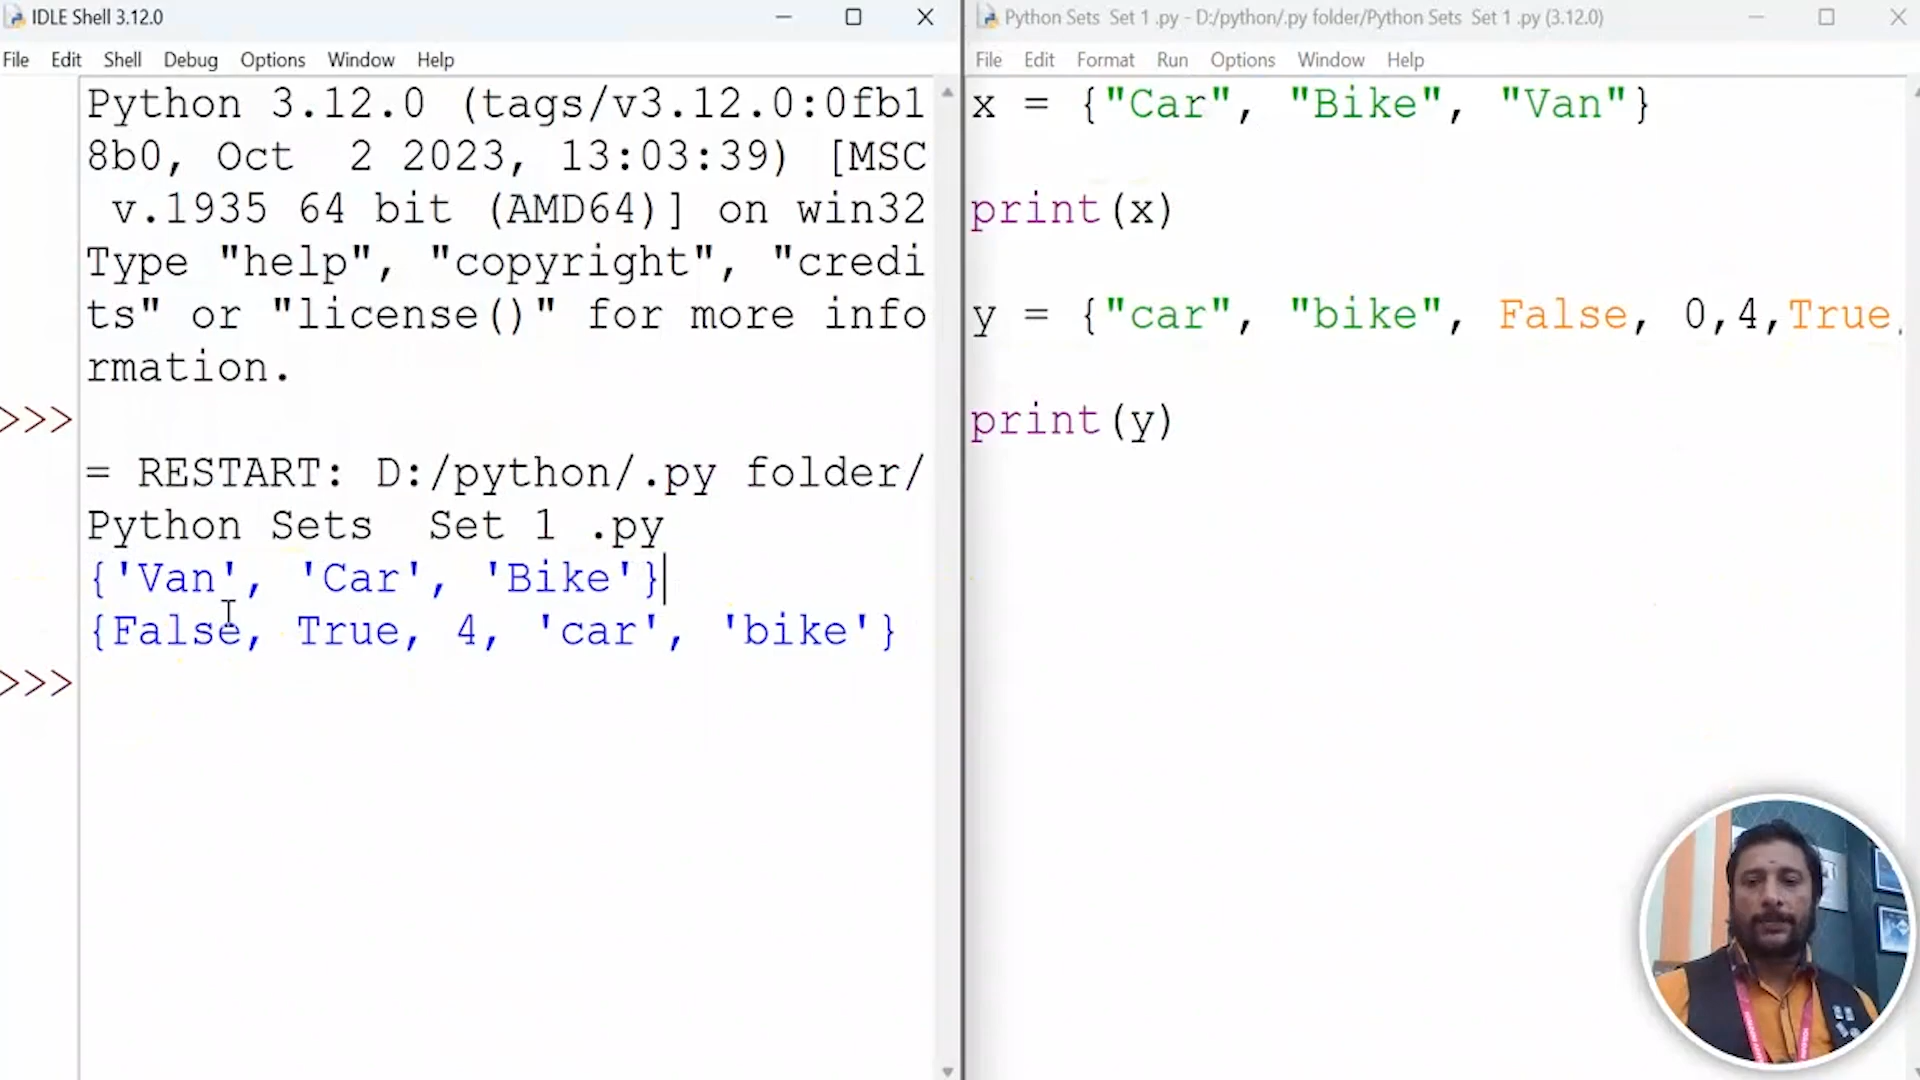 IDLE Shell 3.12.0
File Edit Shell Debug Options Window Help
Python 3.12.0 (tags/v3.12.0:0fb1
8b0, Oct  2 2023, 13:03:39) [MSC
 v.1935 64 bit (AMD64)] on win32
Type "help", "copyright", "credi
ts" or "license()" for more info
rmation.
>>>
= RESTART: D:/python/.py folder/
Python Sets  Set 1 .py
{'Van', 'Car', 'Bike'}
{False, True, 4, 'car', 'bike'}
>>>
Python Sets  Set 1 .py - D:/python/.py folder/Python Sets  Set 1 .py (3.12.0)
File Edit Format Run Options Window Help
x = {"Car", "Bike", "Van"}
print(x)
y = {"car", "bike", False, 0,4,True,
print(y)